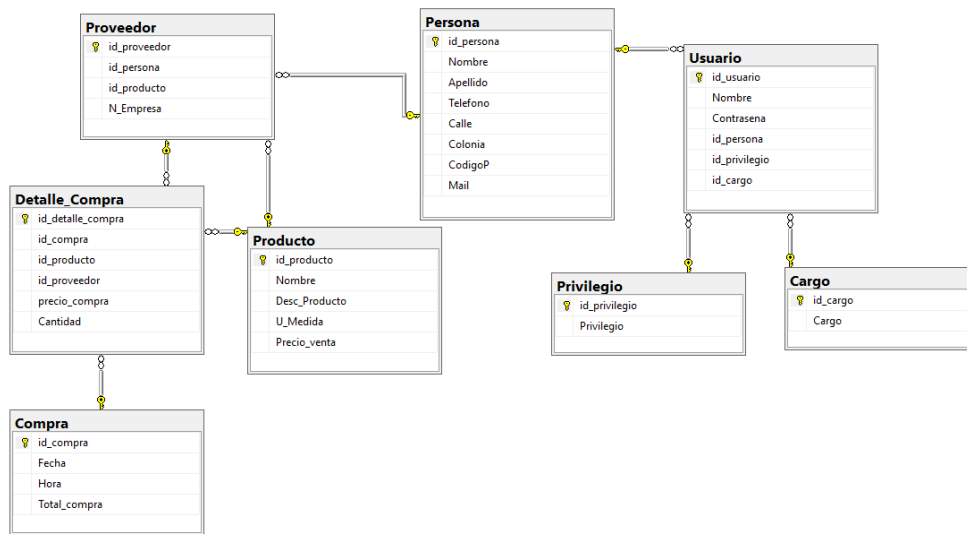 Proveedor
id_proveedor
id_persona
id_producto
N_Empresa
Persona
id_persona
Nombre
Apellido
Telefono
Calle
Colonia
CodigoP
Mail
Usuario
id_usuario
Nombre
Contrasena
id_persona
id_privilegio
id_cargo
Detalle_Compra
id_detalle_compra
id_compra
id_producto
id_proveedor
precio_compra
Cantidad
Producto
id_producto
Nombre
Desc_Producto
U_Medida
Precio_venta
Privilegio
id_privilegio
Privilegio
Cargo
id_cargo
Cargo
Compra
id_compra
Fecha
Hora
Total_compra